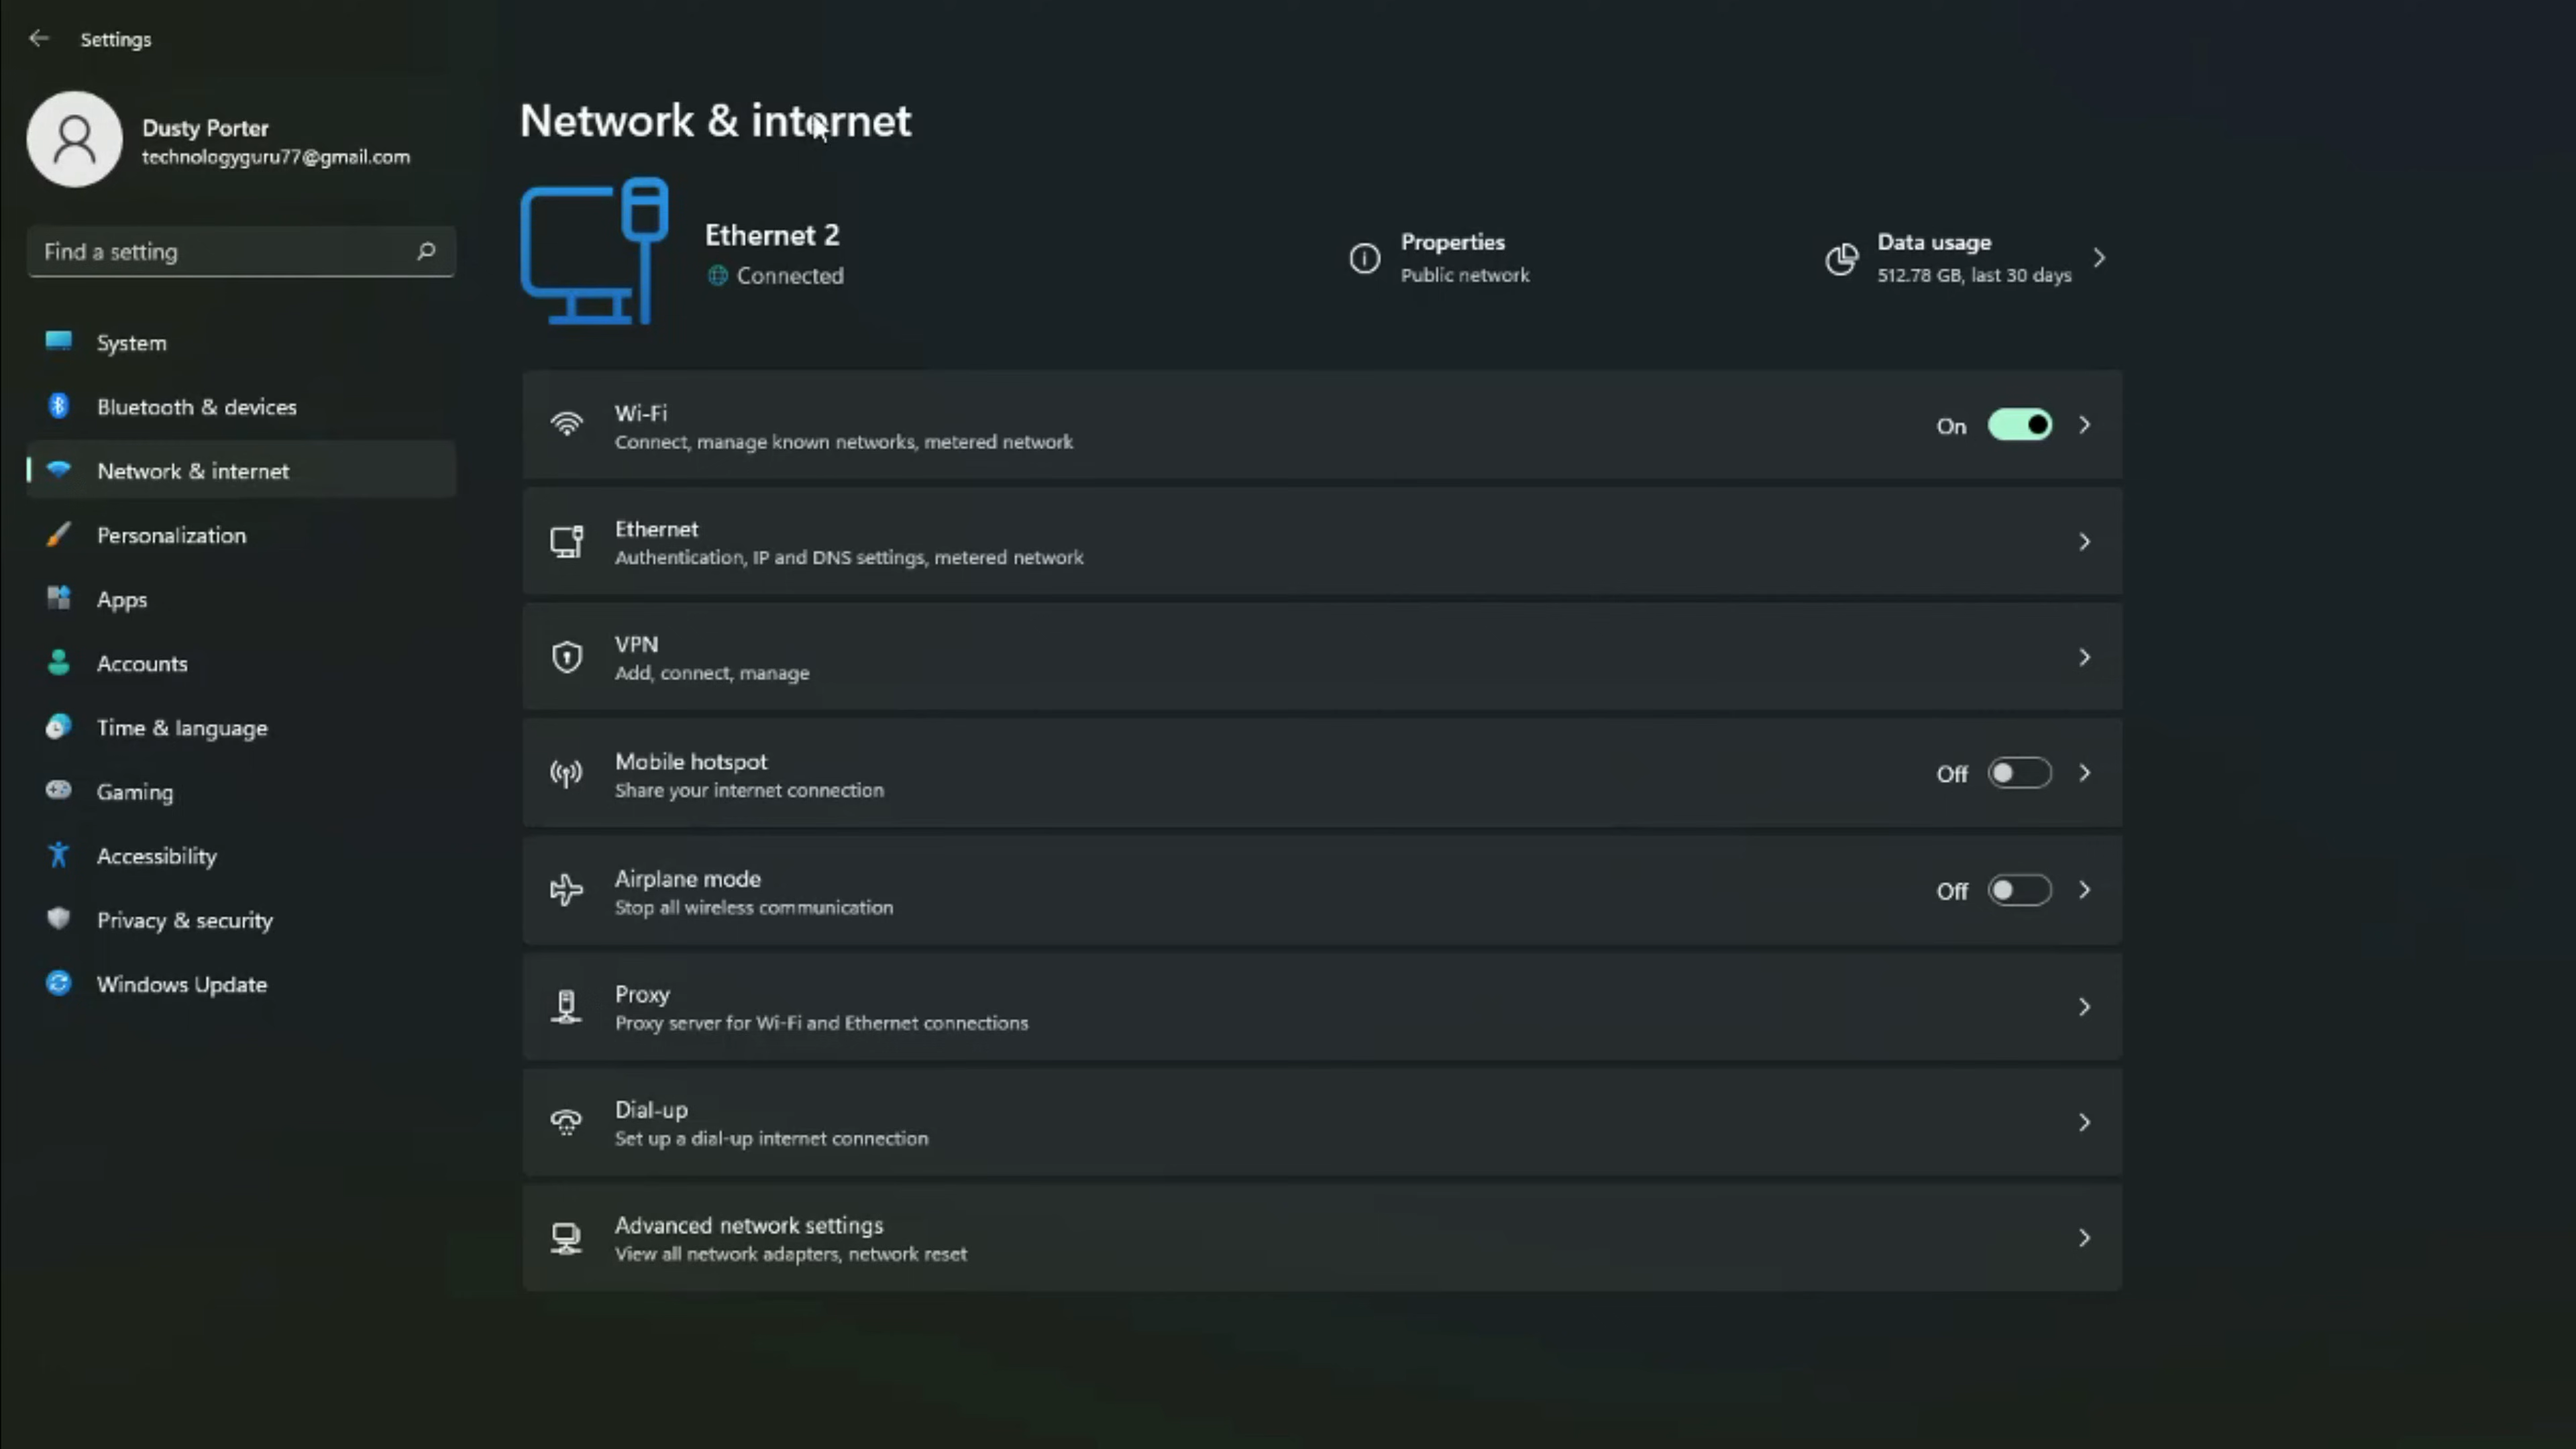 Settings
Dusty Porter
technologyguru77@gmail.com
Find a setting
System
Bluetooth & devices
Network & internet
Personalization
Apps
Accounts
Time & language
Gaming
Accessibility
Privacy & security
Windows Update
Network & internet
Ethernet 2
Connected
Properties
Public network
Data usage
512.78 GB, last 30 days
Wi-Fi
Connect, manage known networks, metered network
On
Ethernet
Authentication, IP and DNS settings, metered network
VPN
Add, connect, manage
Mobile hotspot
Share your internet connection
Off
Airplane mode
Stop all wireless communication
Off
Proxy
Proxy server for Wi-Fi and Ethernet connections
Dial-up
Set up a dial-up internet connection
Advanced network settings
View all network adapters, network reset